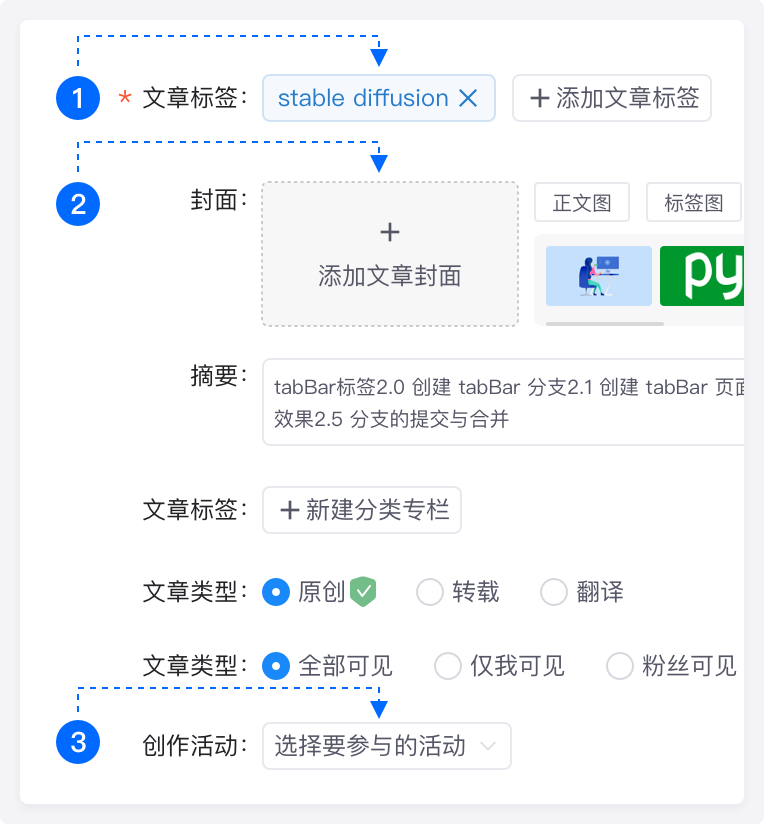 1 * 文章标签: stable diffusion × +添加文章标签
2 封面: 正文图 标签图
+
添加文章封面
py
摘要: tabBar标签2.0 创建 tabBar 分支2.1 创建 tabBar 页
效果2.5 分支的提交与合并
文章标签: +新建分类专栏
文章类型: 原创 转载 翻译
文章类型: 全部可见 仅我可见 粉丝可见
3 创作活动: 选择要参与的活动